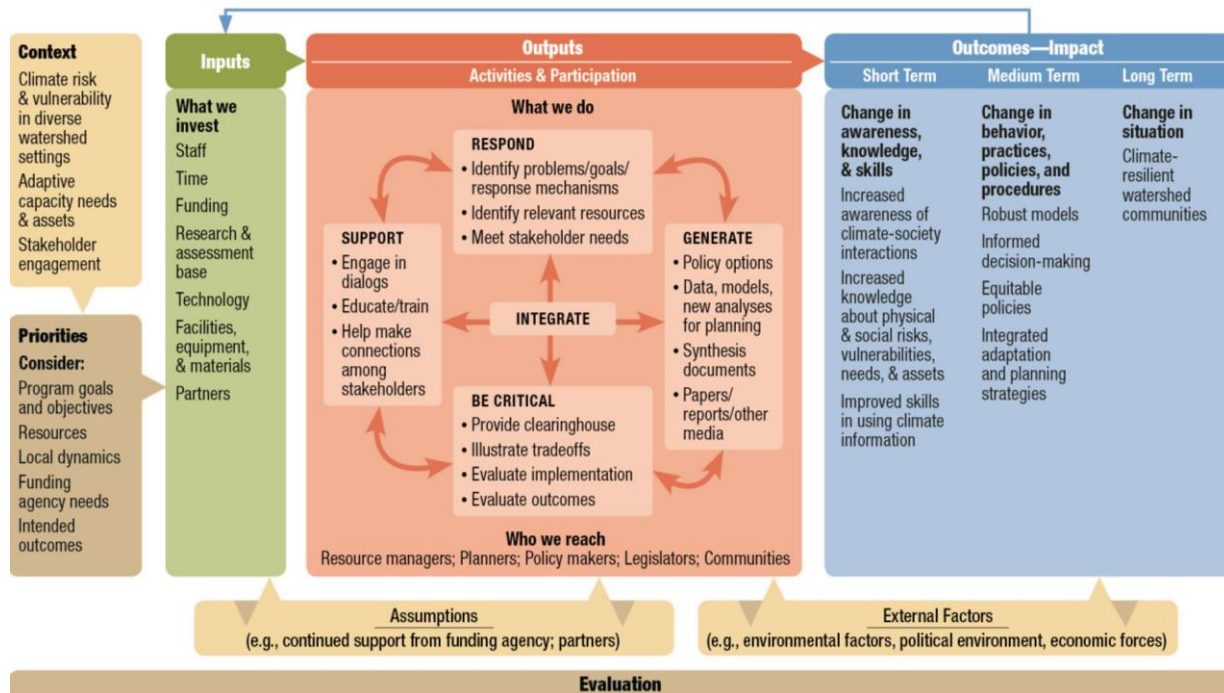 Context
Climate risk
& vulnerability
in diverse
watershed
settings
Adaptive
capacity needs
& assets
Stakeholder
engagement
Priorities
Consider:
Program goals
and objectives
Resources
Local dynamics
Funding
agency needs
Intended
outcomes
Inputs
What we
invest
Staff
Time
Funding
Research &
assessment
base
Technology
Facilities,
equipment,
& materials
Partners
Outputs
Activities & Participation
What we do
RESPOND
• Identify problems/goals/
response mechanisms
• Identify relevant resources
• Meet stakeholder needs
SUPPORT
• Engage in
dialogs
• Educate/train
• Help make
connections
among
stakeholders
INTEGRATE
GENERATE
• Policy options
• Data, models,
new analyses
for planning
• Synthesis
documents
• Papers/
reports/other
media
BE CRITICAL
• Provide clearinghouse
• Illustrate tradeoffs
• Evaluate implementation
• Evaluate outcomes
Who we reach
Resource managers; Planners; Policy makers; Legislators; Communities
Outcomes—Impact
Short Term
Change in
awareness,
knowledge,
& skills
Increased
awareness of
climate-society
interactions
Increased
knowledge
about physical
& social risks,
vulnerabilities,
needs, & assets
Improved skills
in using climate
information
Medium Term
Change in
behavior,
practices,
policies, and
procedures
Robust models
Informed
decision-making
Equitable
policies
Integrated
adaptation
and planning
strategies
Long Term
Change in
situation
Climate-
resilient
watershed
communities
Assumptions
(e.g., continued support from funding agency; partners)
External Factors
(e.g., environmental factors, political environment, economic forces)
Evaluation